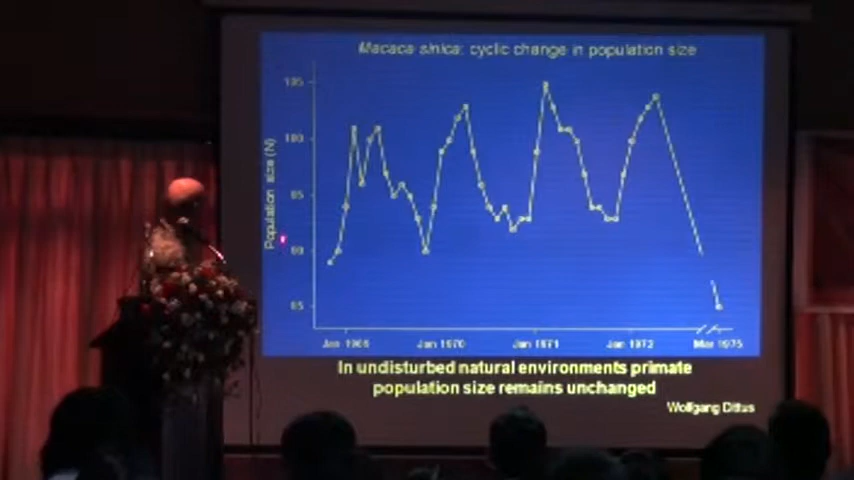 Macaca sinica: cyclic change in population size
Population size (N)
105
100
95
90
85
Jan 1969
Jan 1970
Jan 1971
Jan 1972
Mar 1975
In undisturbed natural environments primate
population size remains unchanged
Wolfgang Dittus